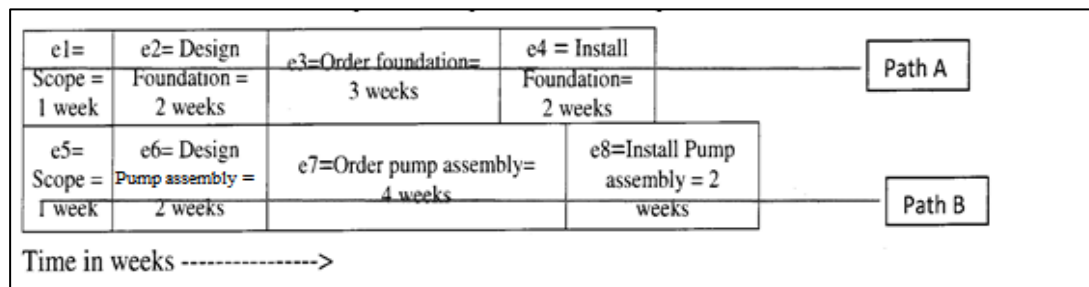 e1=
Scope =
1 week
e2= Design
Foundation =
2 weeks
e3=Order foundation=
3 weeks
e4 = Install
Foundation=
2 weeks
Path A
e5=
Scope =
1 week
e6= Design
Pump assembly =
2 weeks
e7=Order pump assembly=
4 weeks
e8=Install Pump
assembly = 2
weeks
Path B
Time in weeks ---------------->